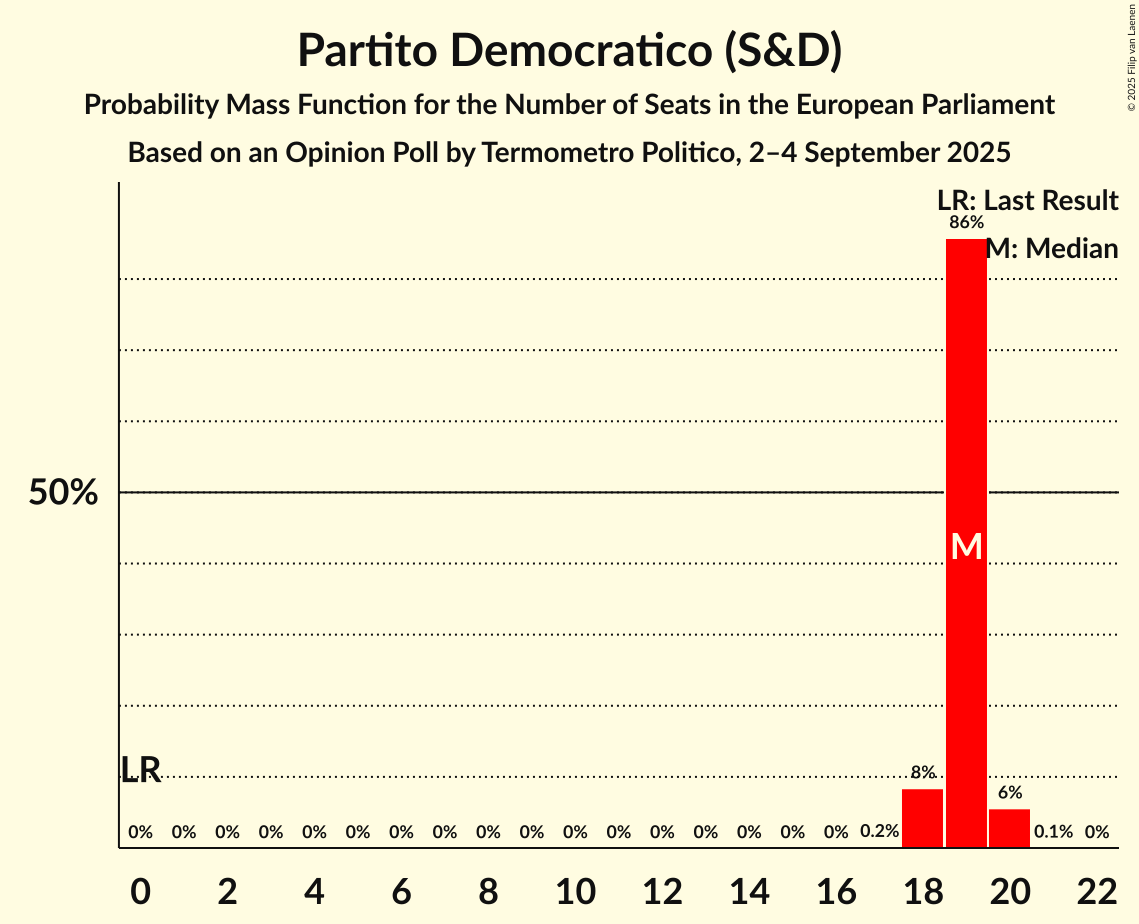 Partito Democratico (S&D)
Probability Mass Function for the Number of Seats in the European Parliament
Based on an Opinion Poll by Termometro Politico, 2–4 September 2025
© 2025 Filip van Laenen
LR: Last Result
86%
M: Median
50%
M
LR
8%
6%
0% 0% 0% 0% 0% 0% 0% 0% 0% 0% 0% 0% 0% 0% 0% 0% 0% 0.2% 0.1% 0%
0 2 4 6 8 10 12 14 16 18 20 22